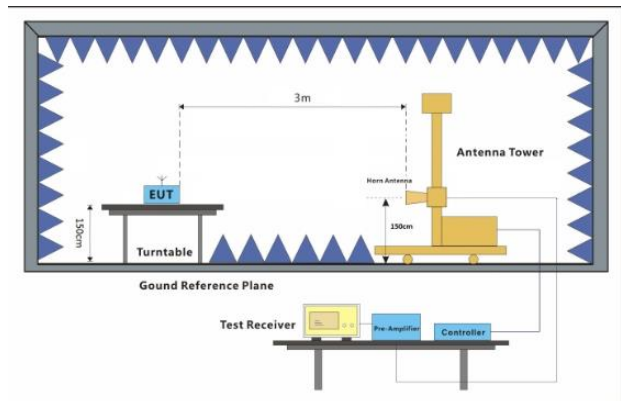 3m
Antenna Tower
Horn Antenna
EUT
150cm
150cm
Turntable
Gound Reference Plane
Test Receiver
Pre-Amplifier
Controller